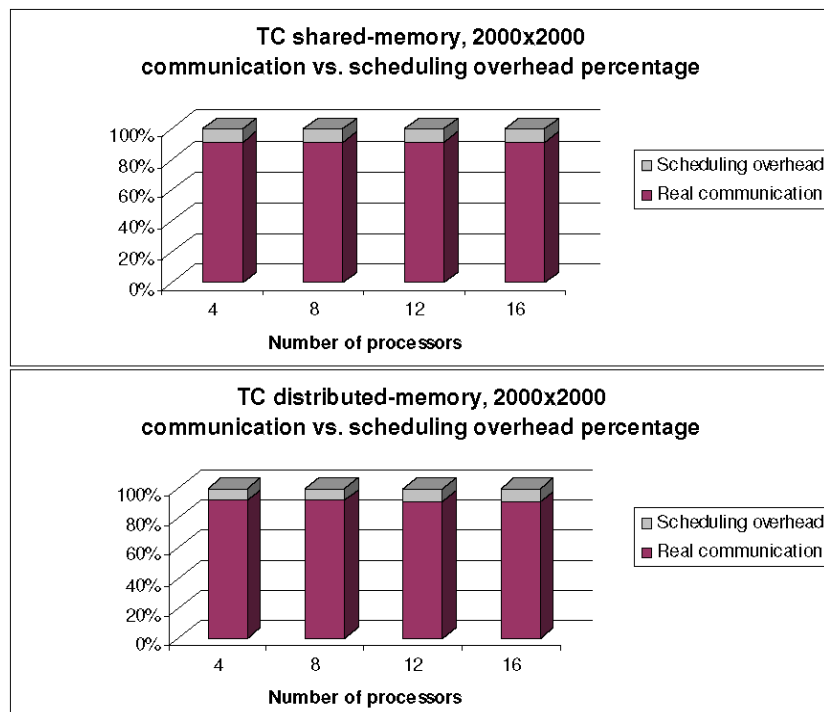 TC shared-memory, 2000x2000
communication vs. scheduling overhead percentage
100%
80%
60%
40%
20%
0%
4 8 12 16
Number of processors
Scheduling overhead
Real communication
TC distributed-memory, 2000x2000
communication vs. scheduling overhead percentage
100%
80%
60%
40%
20%
0%
4 8 12 16
Number of processors
Scheduling overhead
Real communication